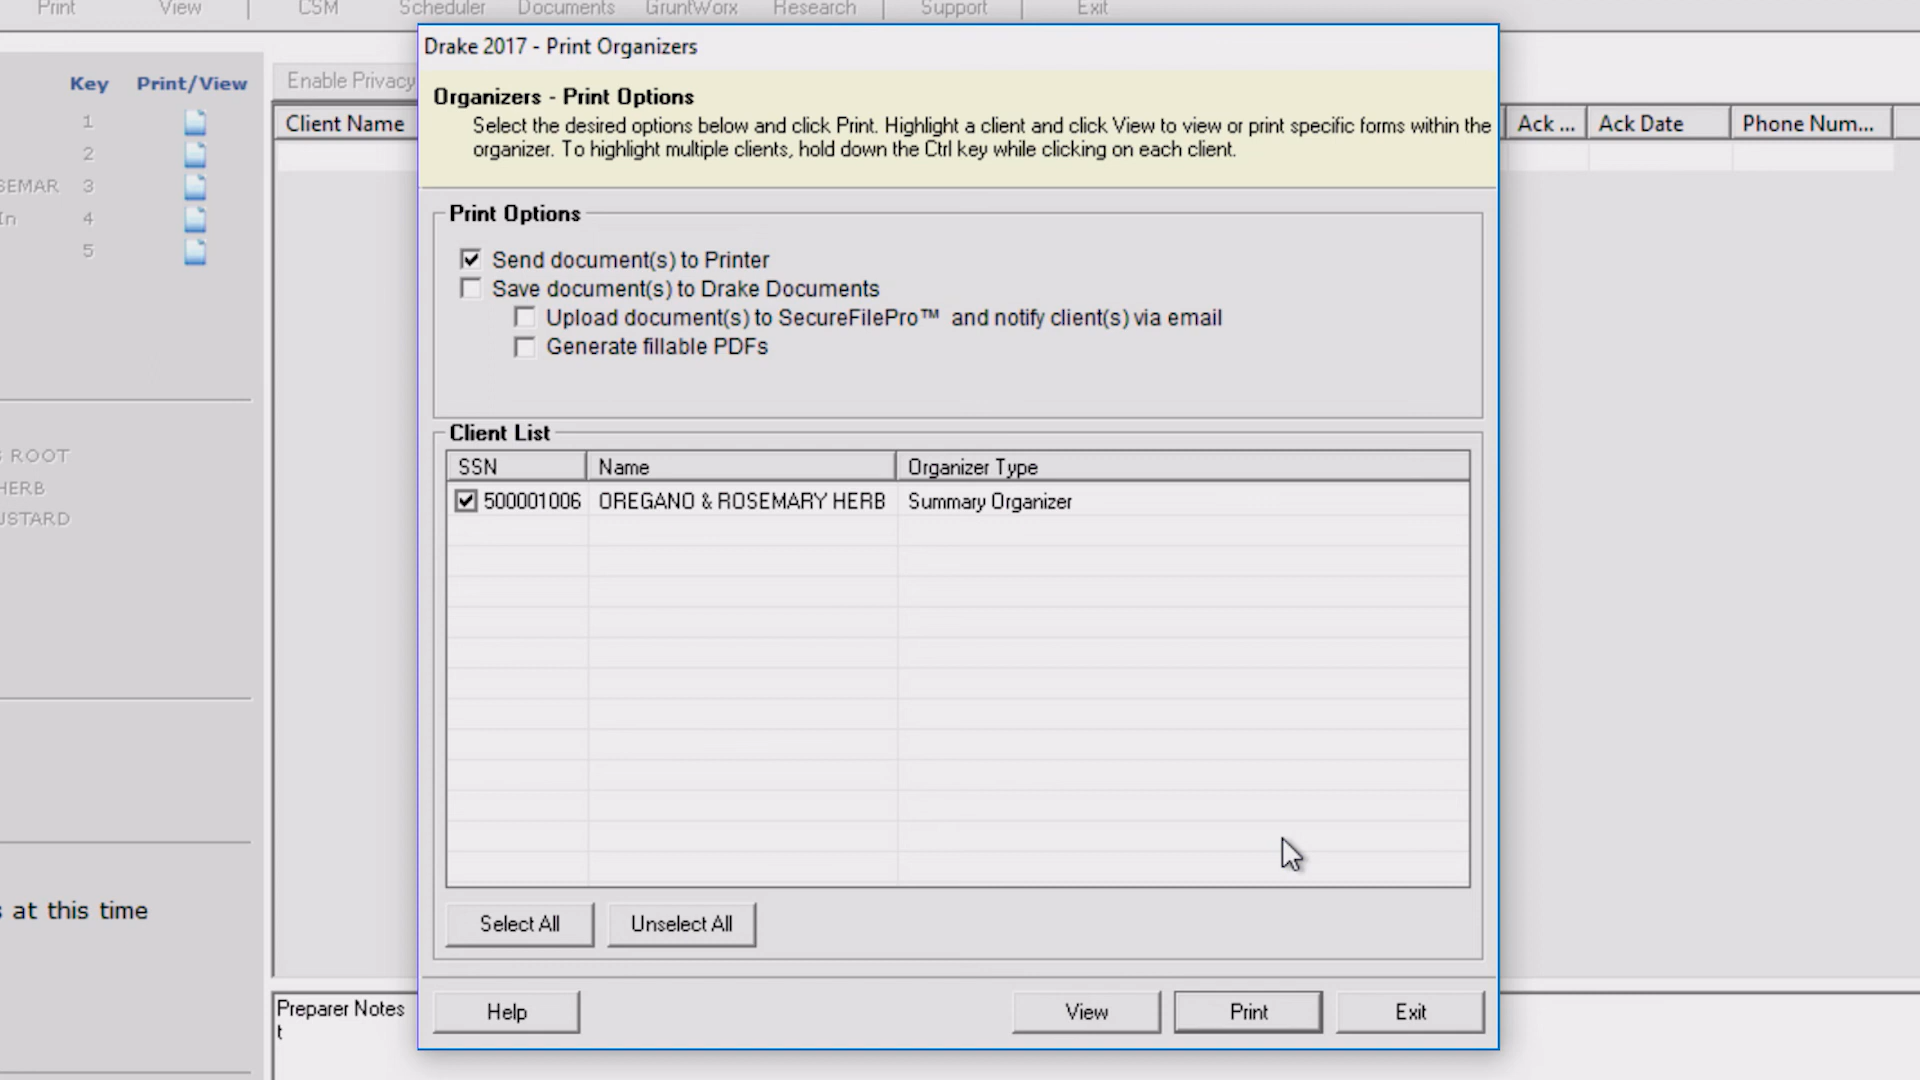 Print View CSM Scheduler Documents GruntWorx Research Support Exit
Drake 2017 - Print Organizers
Key Print/View
Enable Privacy
Organizers - Print Options
Select the desired options below and click Print. Highlight a client and click View to view or print specific forms within the
organizer. To highlight multiple clients, hold down the Ctrl key while clicking on each client.
Client Name
Ack ... Ack Date Phone Num...
1
2
SEMAR 3
In 4
5
Print Options
Send document(s) to Printer
Save document(s) to Drake Documents
Upload document(s) to SecureFilePro™ and notify client(s) via email
Generate fillable PDFs
Client List
SSN Name Organizer Type
500001006 OREGANO & ROSEMARY HERB Summary Organizer
S ROOT
HERB
USTARD
s at this time
Select All Unselect All
Preparer Notes
t
Help View Print Exit